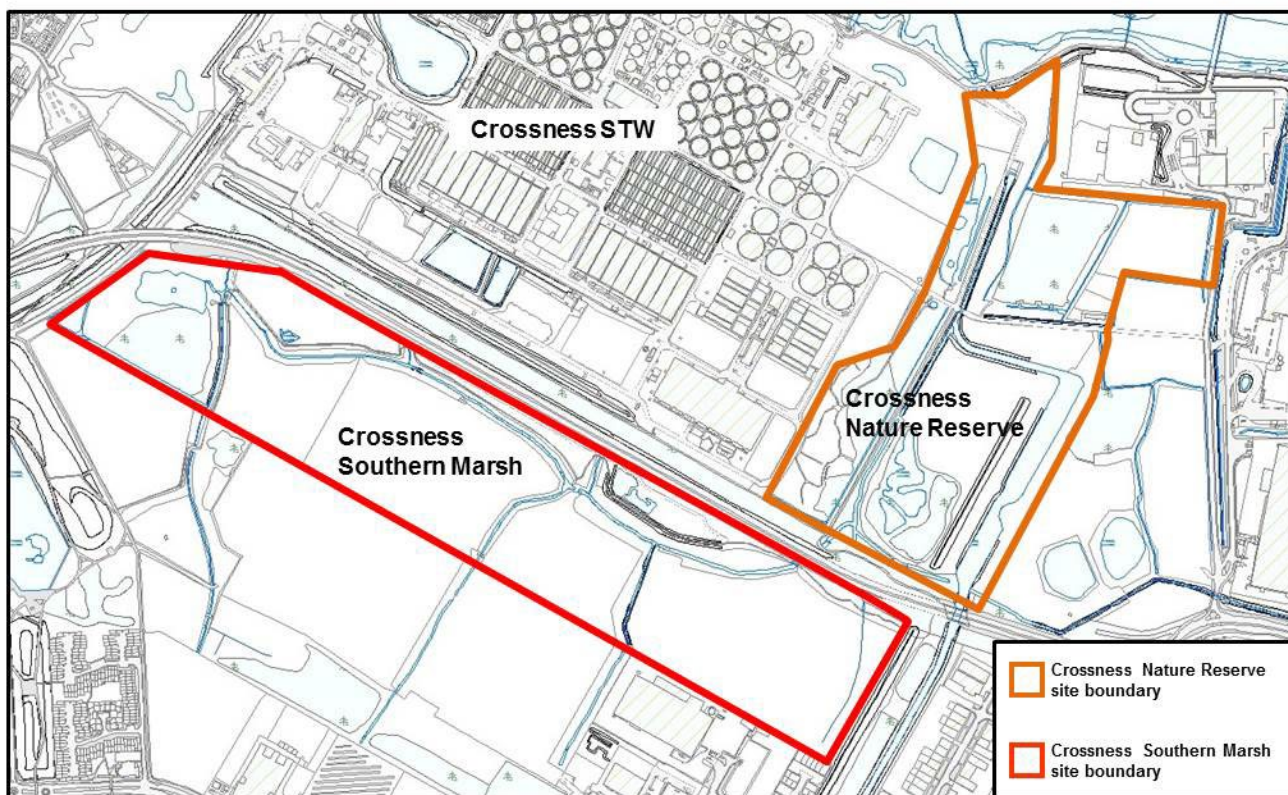 Crossness STW
Crossness
Nature Reserve
Crossness
Southern Marsh
Crossness Nature Reserve
site boundary
Crossness Southern Marsh
site boundary